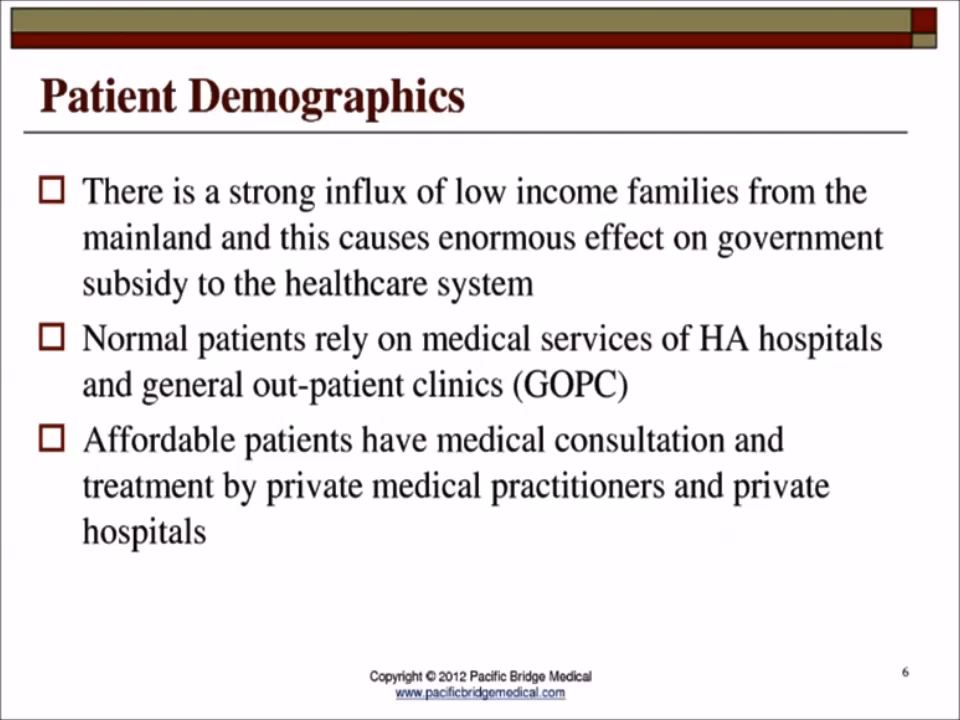 Patient Demographics
There is a strong influx of low income families from the
mainland and this causes enormous effect on government
subsidy to the healthcare system
Normal patients rely on medical services of HA hospitals
and general out-patient clinics (GOPC)
Affordable patients have medical consultation and
treatment by private medical practitioners and private
hospitals
Copyright © 2012 Pacific Bridge Medical
www.pacificbridgemedical.com
6